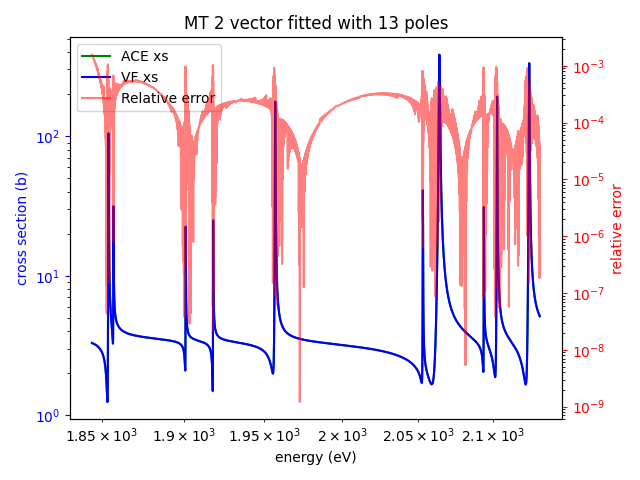 MT 2 vector fitted with 13 poles
ACE xs
VF xs
Relative error
10²
10¹
10⁰
cross section (b)
10⁻³
10⁻⁴
10⁻⁵
10⁻⁶
10⁻⁷
10⁻⁸
10⁻⁹
relative error
1.85 × 10³ 1.9 × 10³ 1.95 × 10³ 2 × 10³ 2.05 × 10³ 2.1 × 10³
energy (eV)